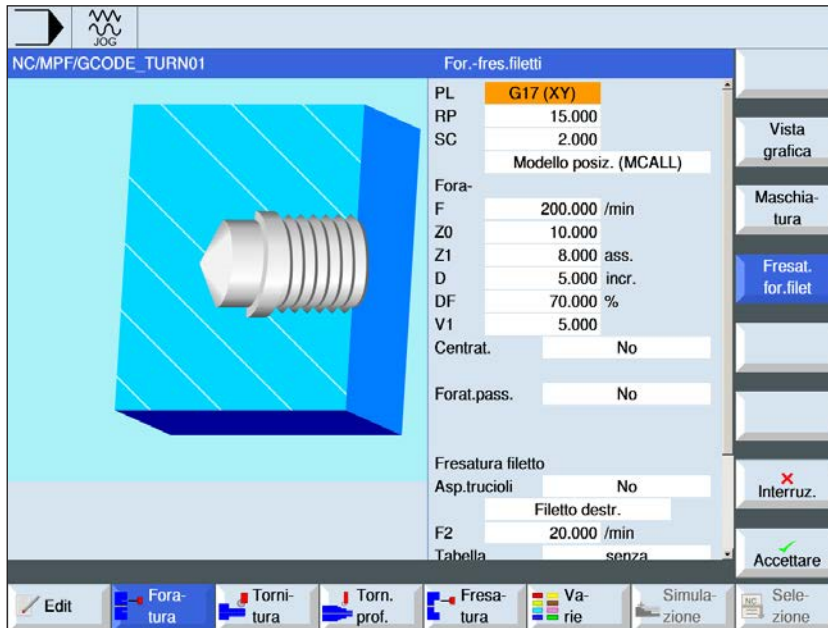 JOG
NC/MPF/GCODE_TURN01
For.-fres.filetti
PL G17 (XY)
RP 15.000
SC 2.000
Modello posiz. (MCALL)
Fora-
F 200.000 /min
Z0 10.000
Z1 8.000 ass.
D 5.000 incr.
DF 70.000 %
V1 5.000
Centrat. No
Forat.pass. No
Fresatura filetto
Asp.trucioli No
Filetto destr.
F2 20.000 /min
Tabella senza
Vista
grafica
Maschia-
tura
Fresat.
for.filet
Interruz.
Accettare
Edit
Fora-
tura
Torni-
tura
Torn.
prof.
Fresa-
tura
Va-
rie
Simula-
zione
NC
Sele-
zione